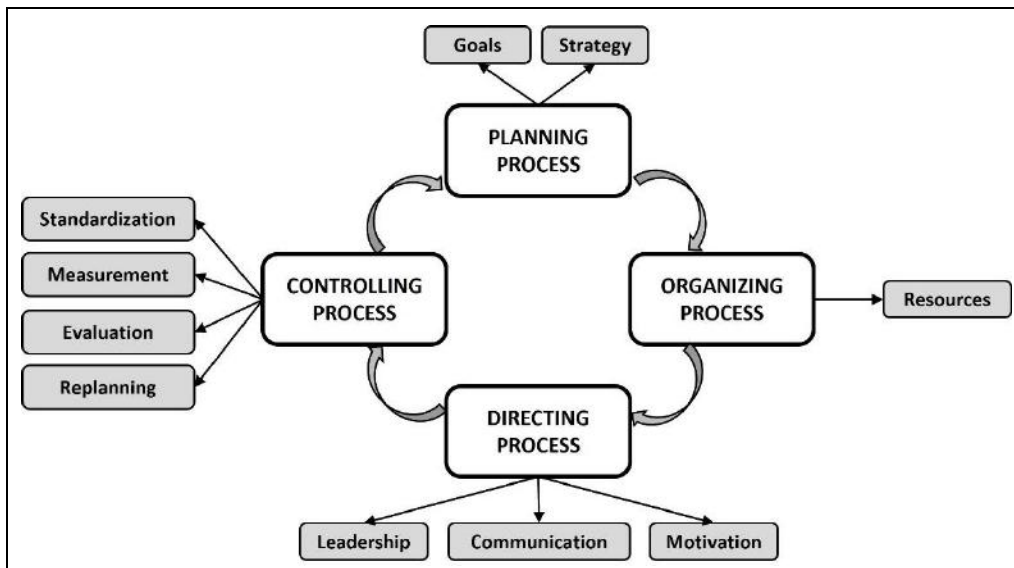 Goals
Strategy
PLANNING
PROCESS
Standardization
Measurement
Evaluation
Replanning
CONTROLLING
PROCESS
ORGANIZING
PROCESS
Resources
DIRECTING
PROCESS
Leadership
Communication
Motivation